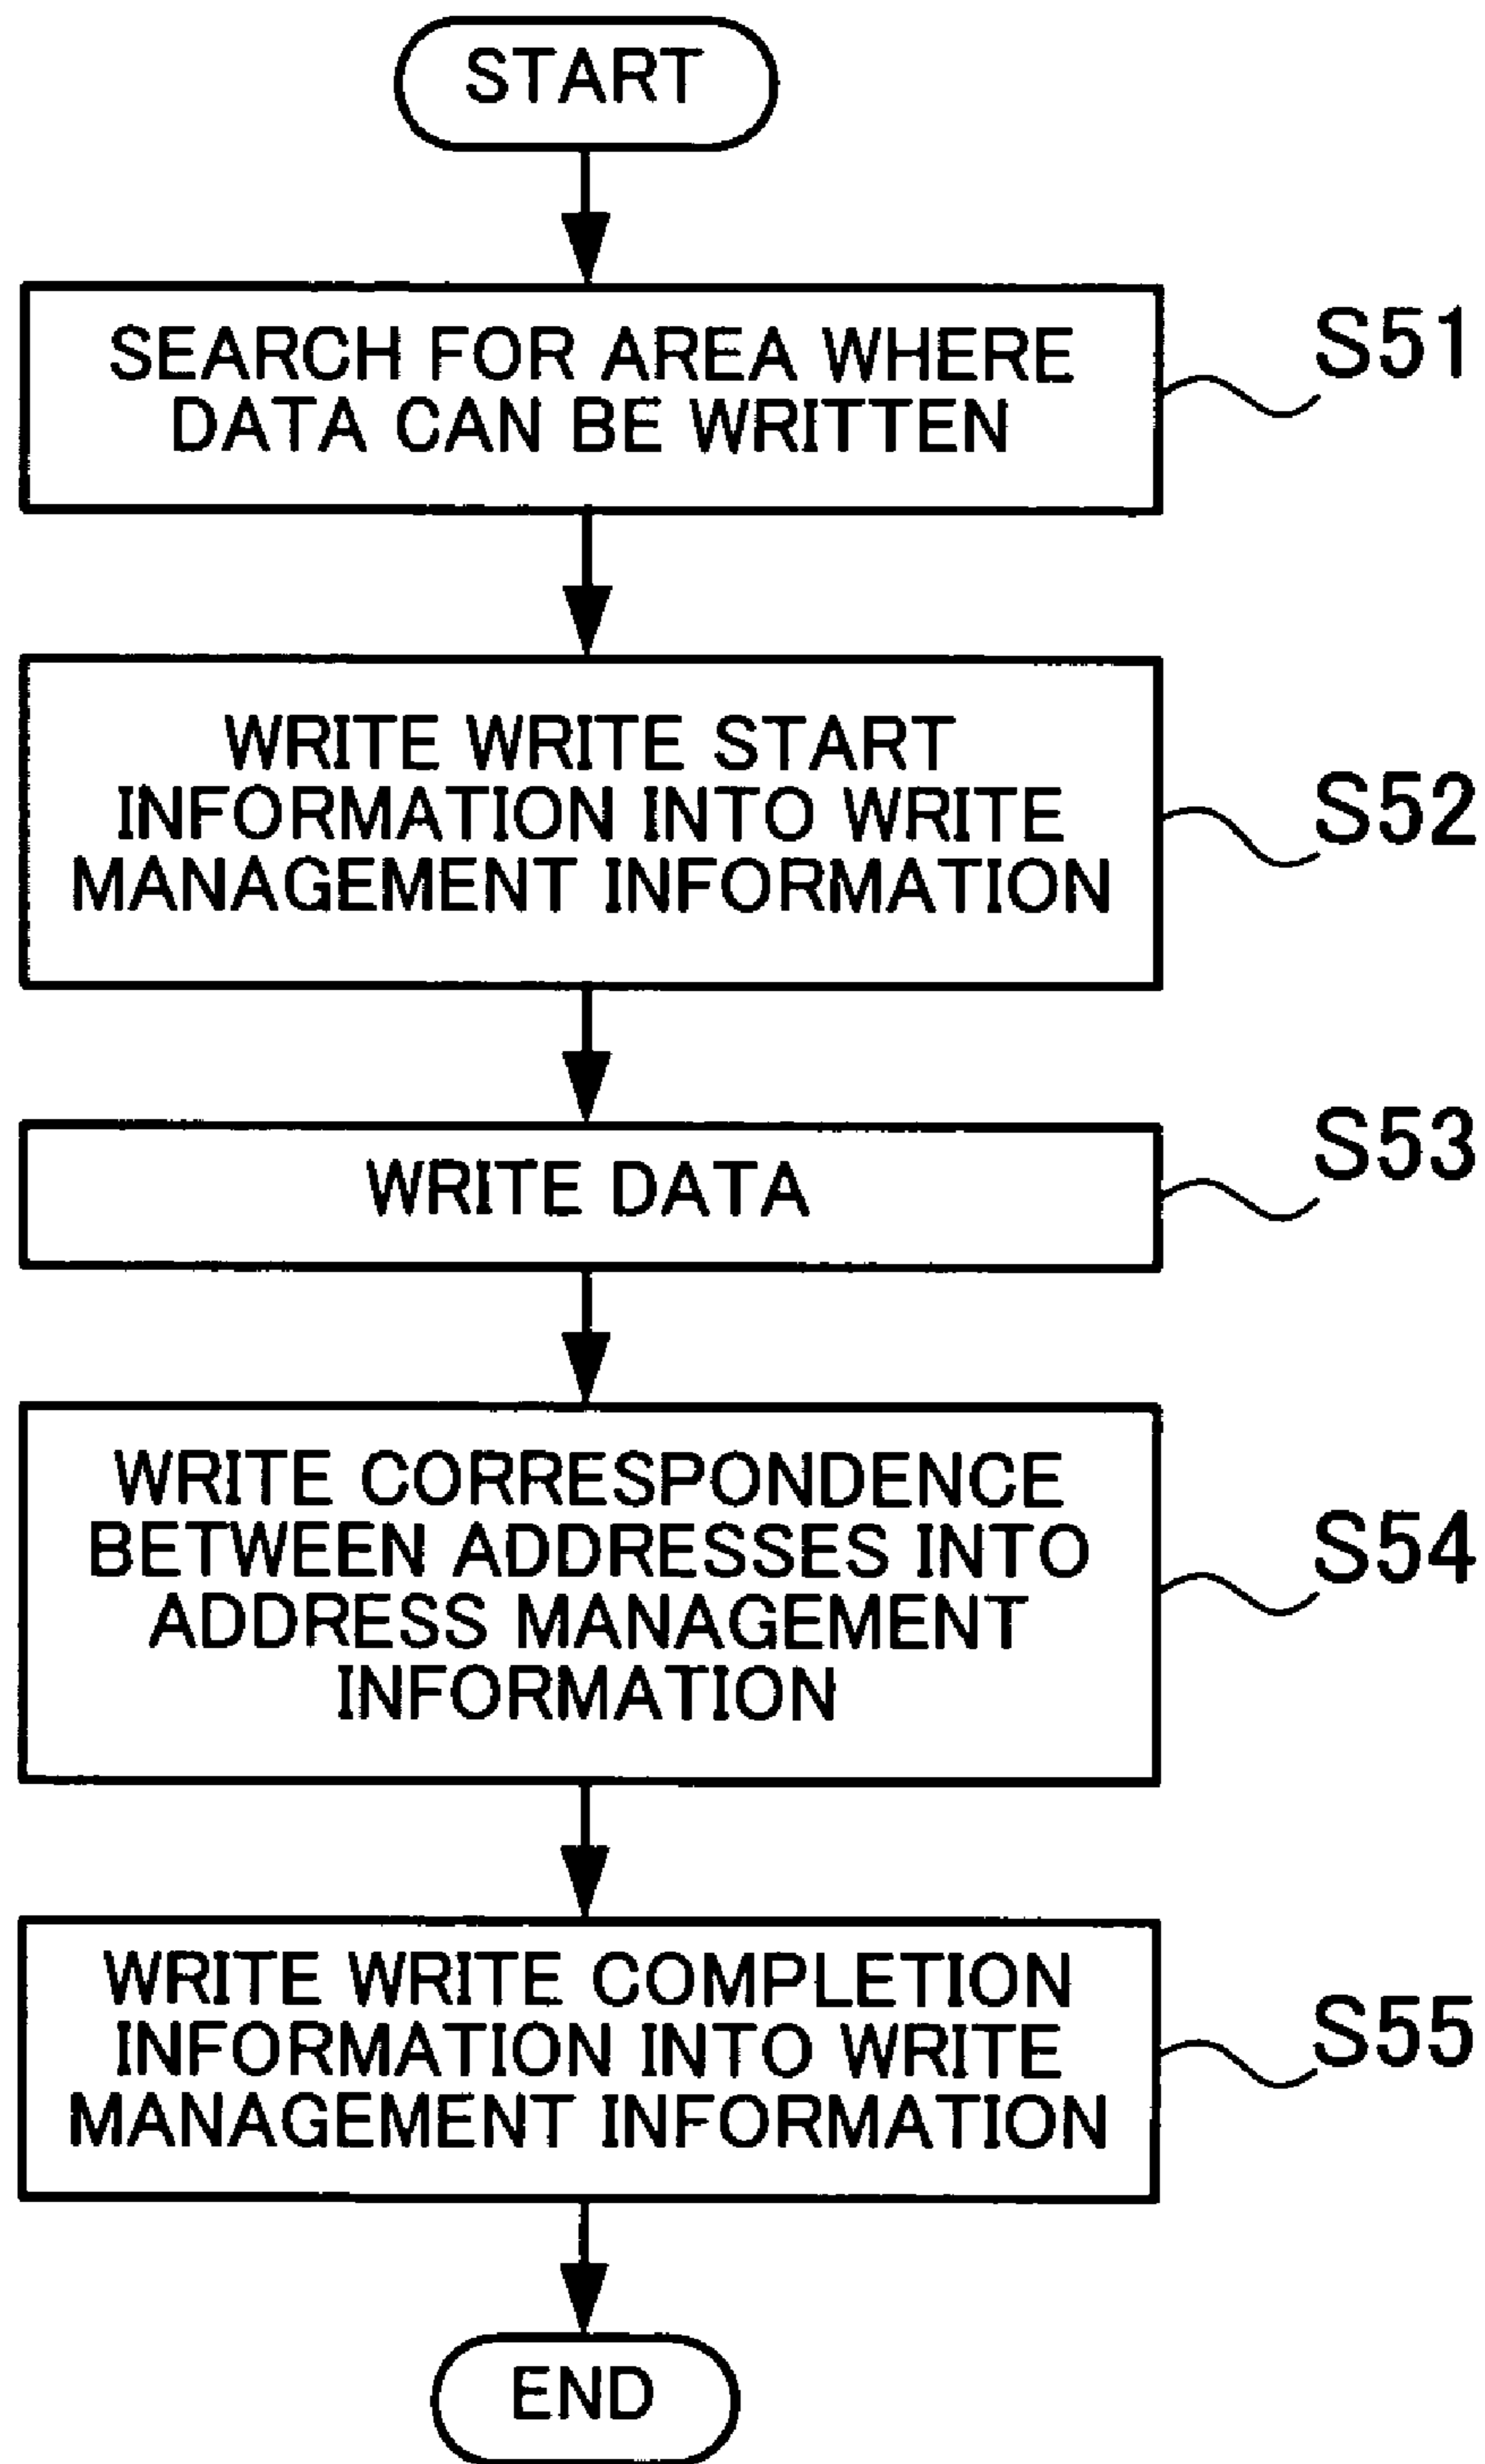 START
SEARCH FOR AREA WHERE
DATA CAN BE WRITTEN
S51
WRITE WRITE START
INFORMATION INTO WRITE
MANAGEMENT INFORMATION
S52
WRITE DATA
S53
WRITE CORRESPONDENCE
BETWEEN ADDRESSES INTO
ADDRESS MANAGEMENT
INFORMATION
S54
WRITE WRITE COMPLETION
INFORMATION INTO WRITE
MANAGEMENT INFORMATION
S55
END